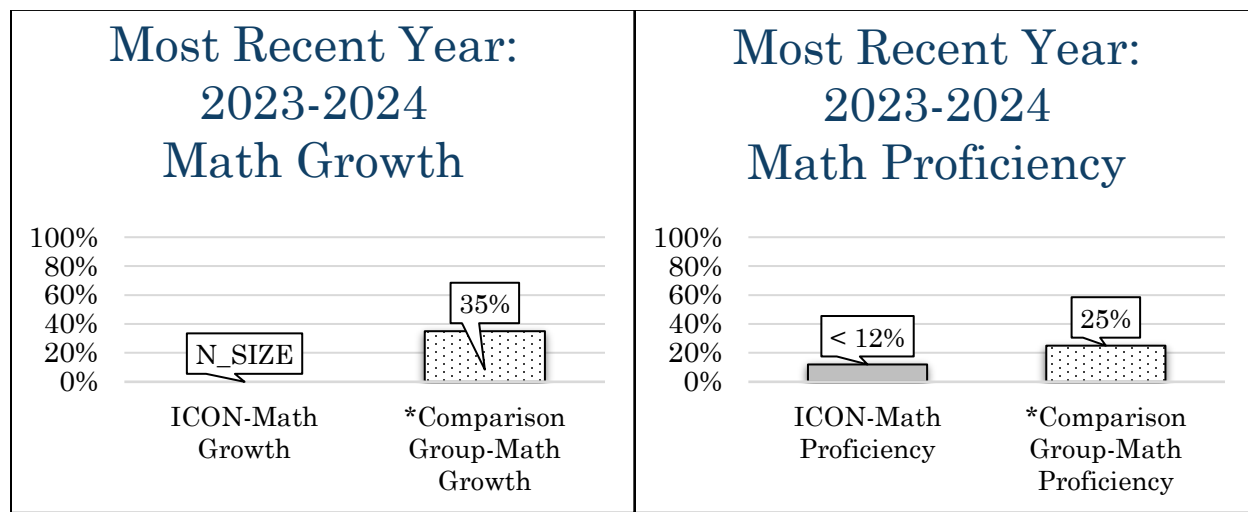 Most Recent Year:
2023-2024
Math Growth
100%
80%
60%
40%
20%
0%
N_SIZE
35%
ICON-Math
Growth
*Comparison
Group-Math
Growth
Most Recent Year:
2023-2024
Math Proficiency
100%
80%
60%
40%
20%
0%
< 12%
25%
ICON-Math
Proficiency
*Comparison
Group-Math
Proficiency